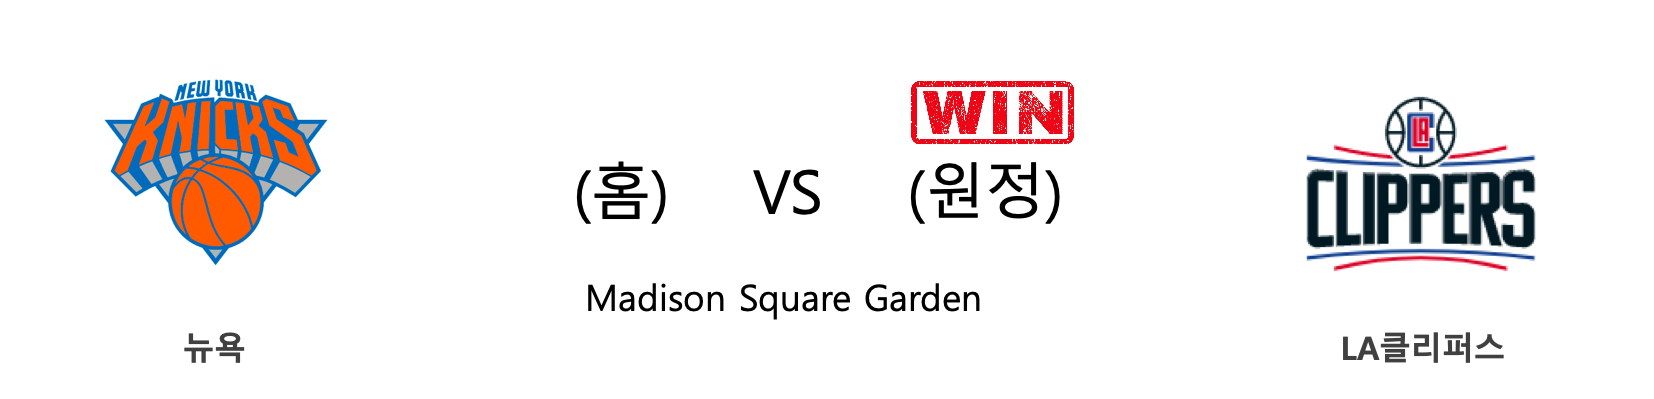 NEW YORK
KNICKS
WIN
(홈) VS (원정)
LA
CLIPPERS
Madison Square Garden
뉴욕
LA클리퍼스